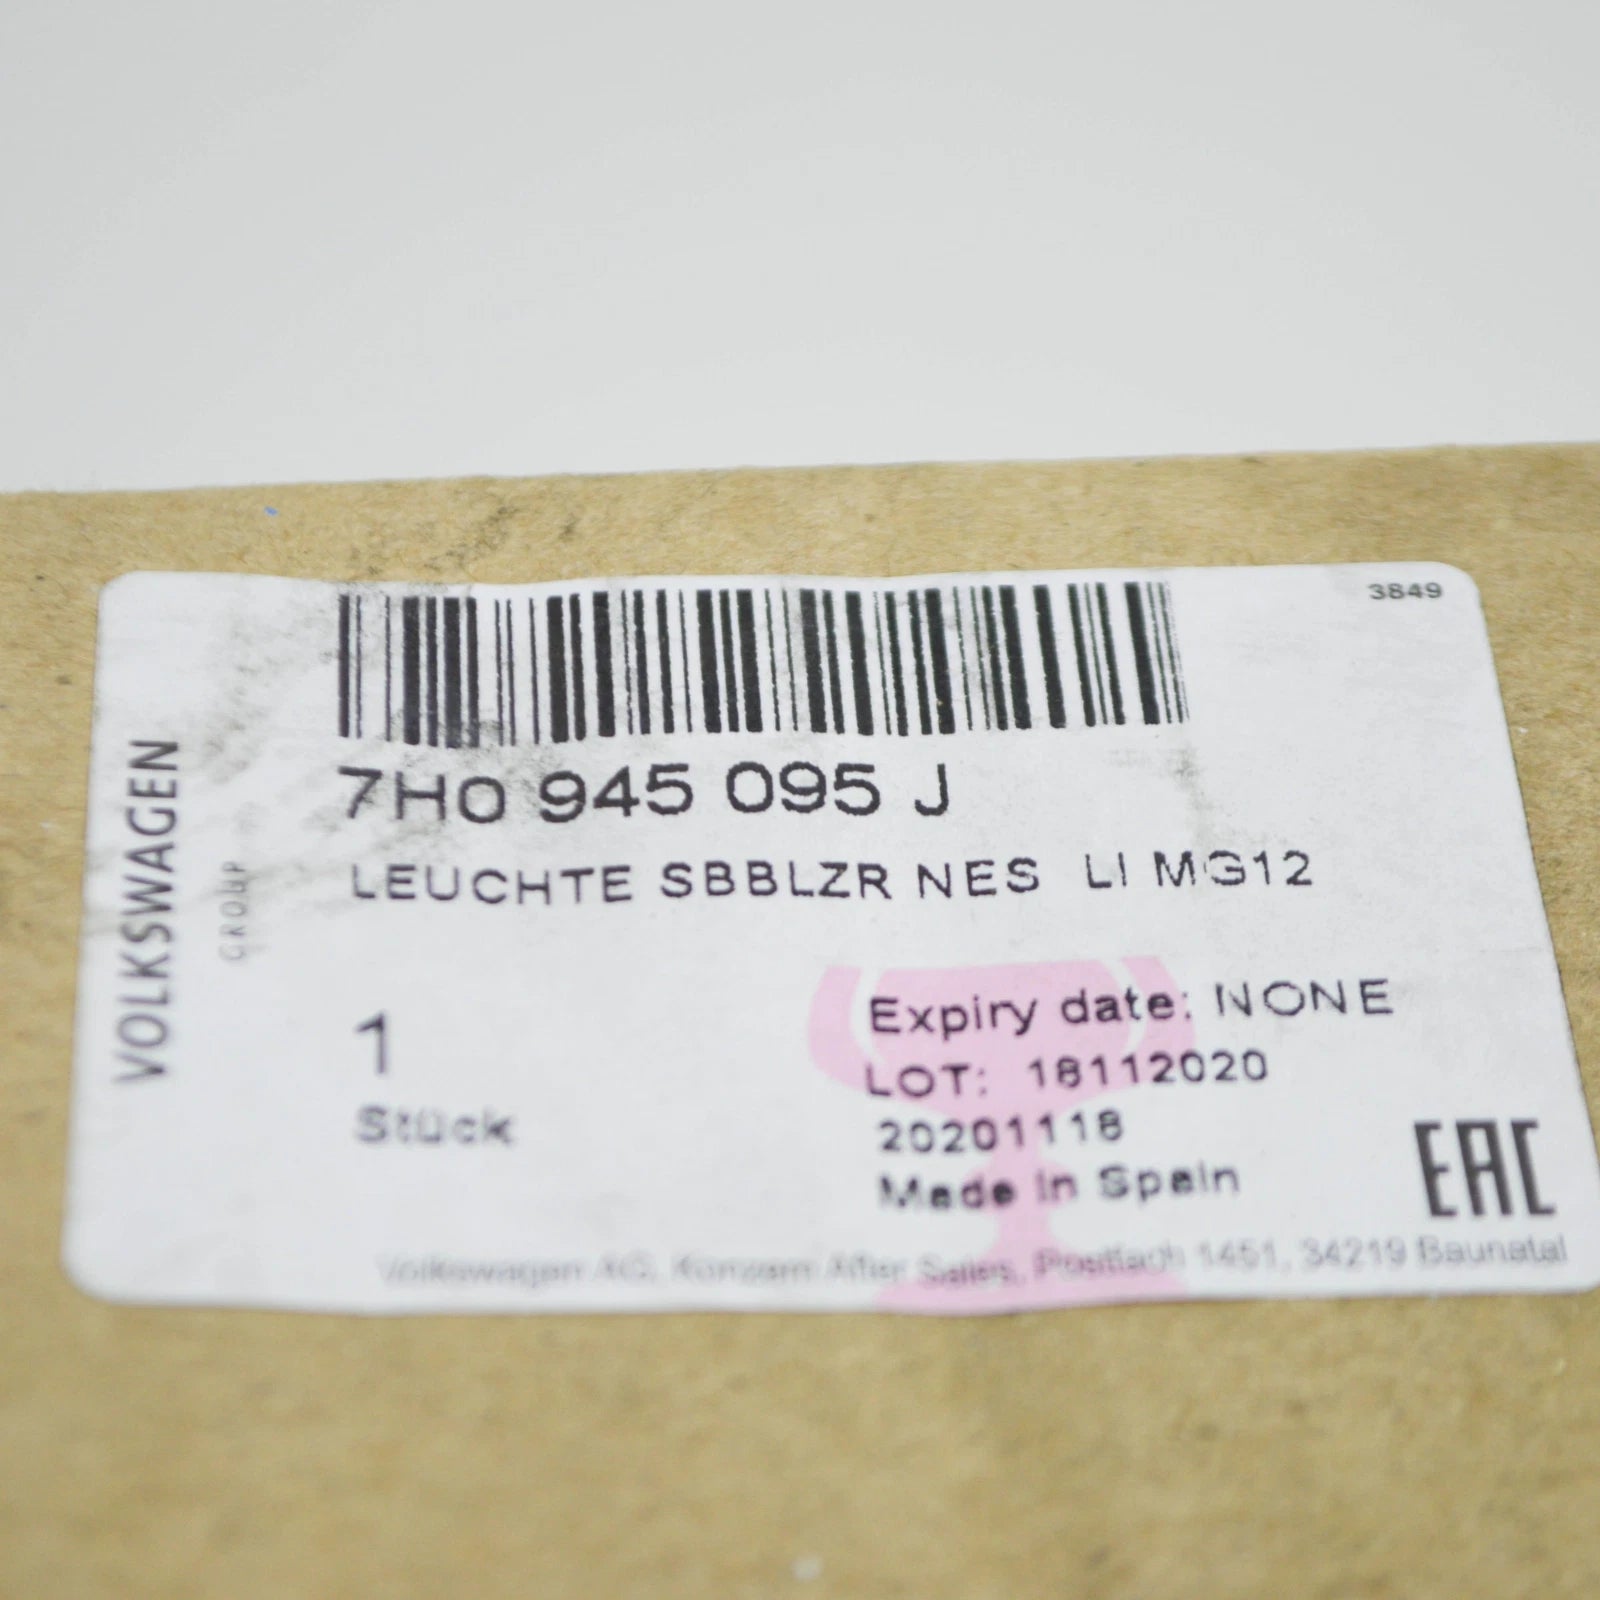 3849
VOLKSWAGEN
GROUP
7H0 945 095 J
LEUCHTE SBBLZR NES LI MG12
1
Stück
Expiry date: NONE
LOT: 18112020
20201118
Made in Spain
EAC
Volkswagen AG, Konzern After Sales, Postfach 1451, 34219 Baunatal